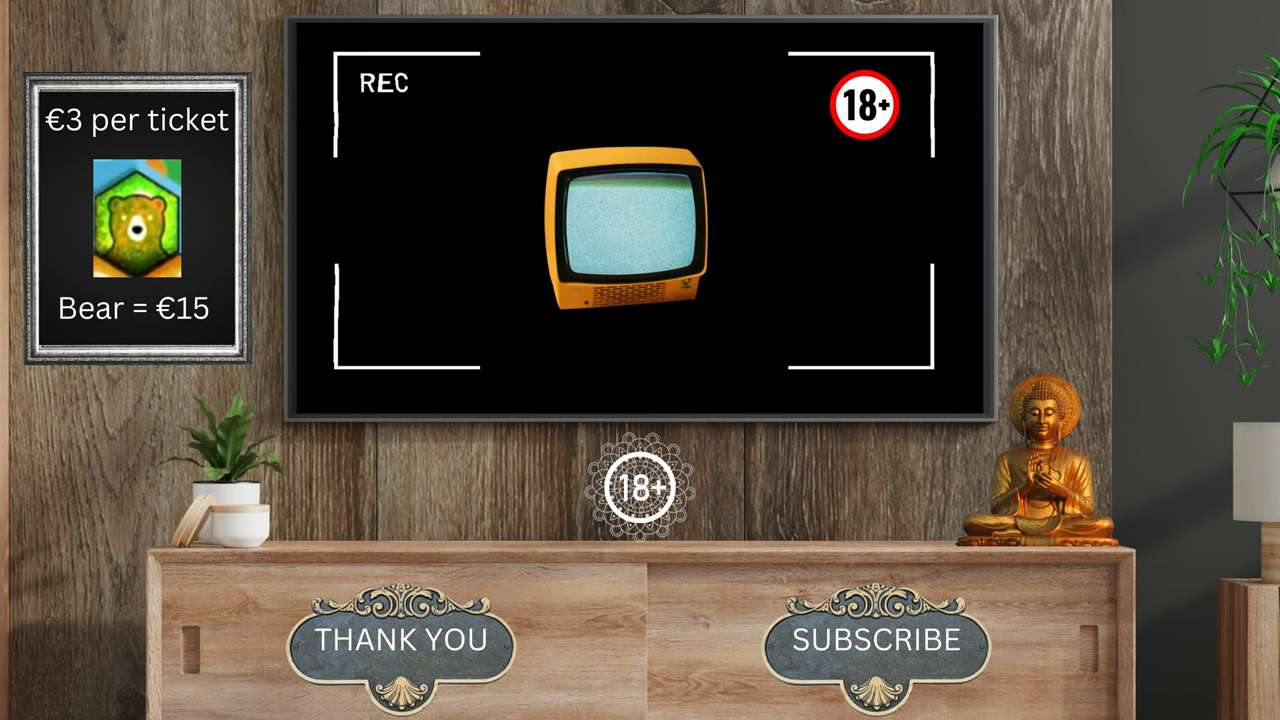 €3 per ticket
Bear = €15
REC
18+
18+
THANK YOU
SUBSCRIBE